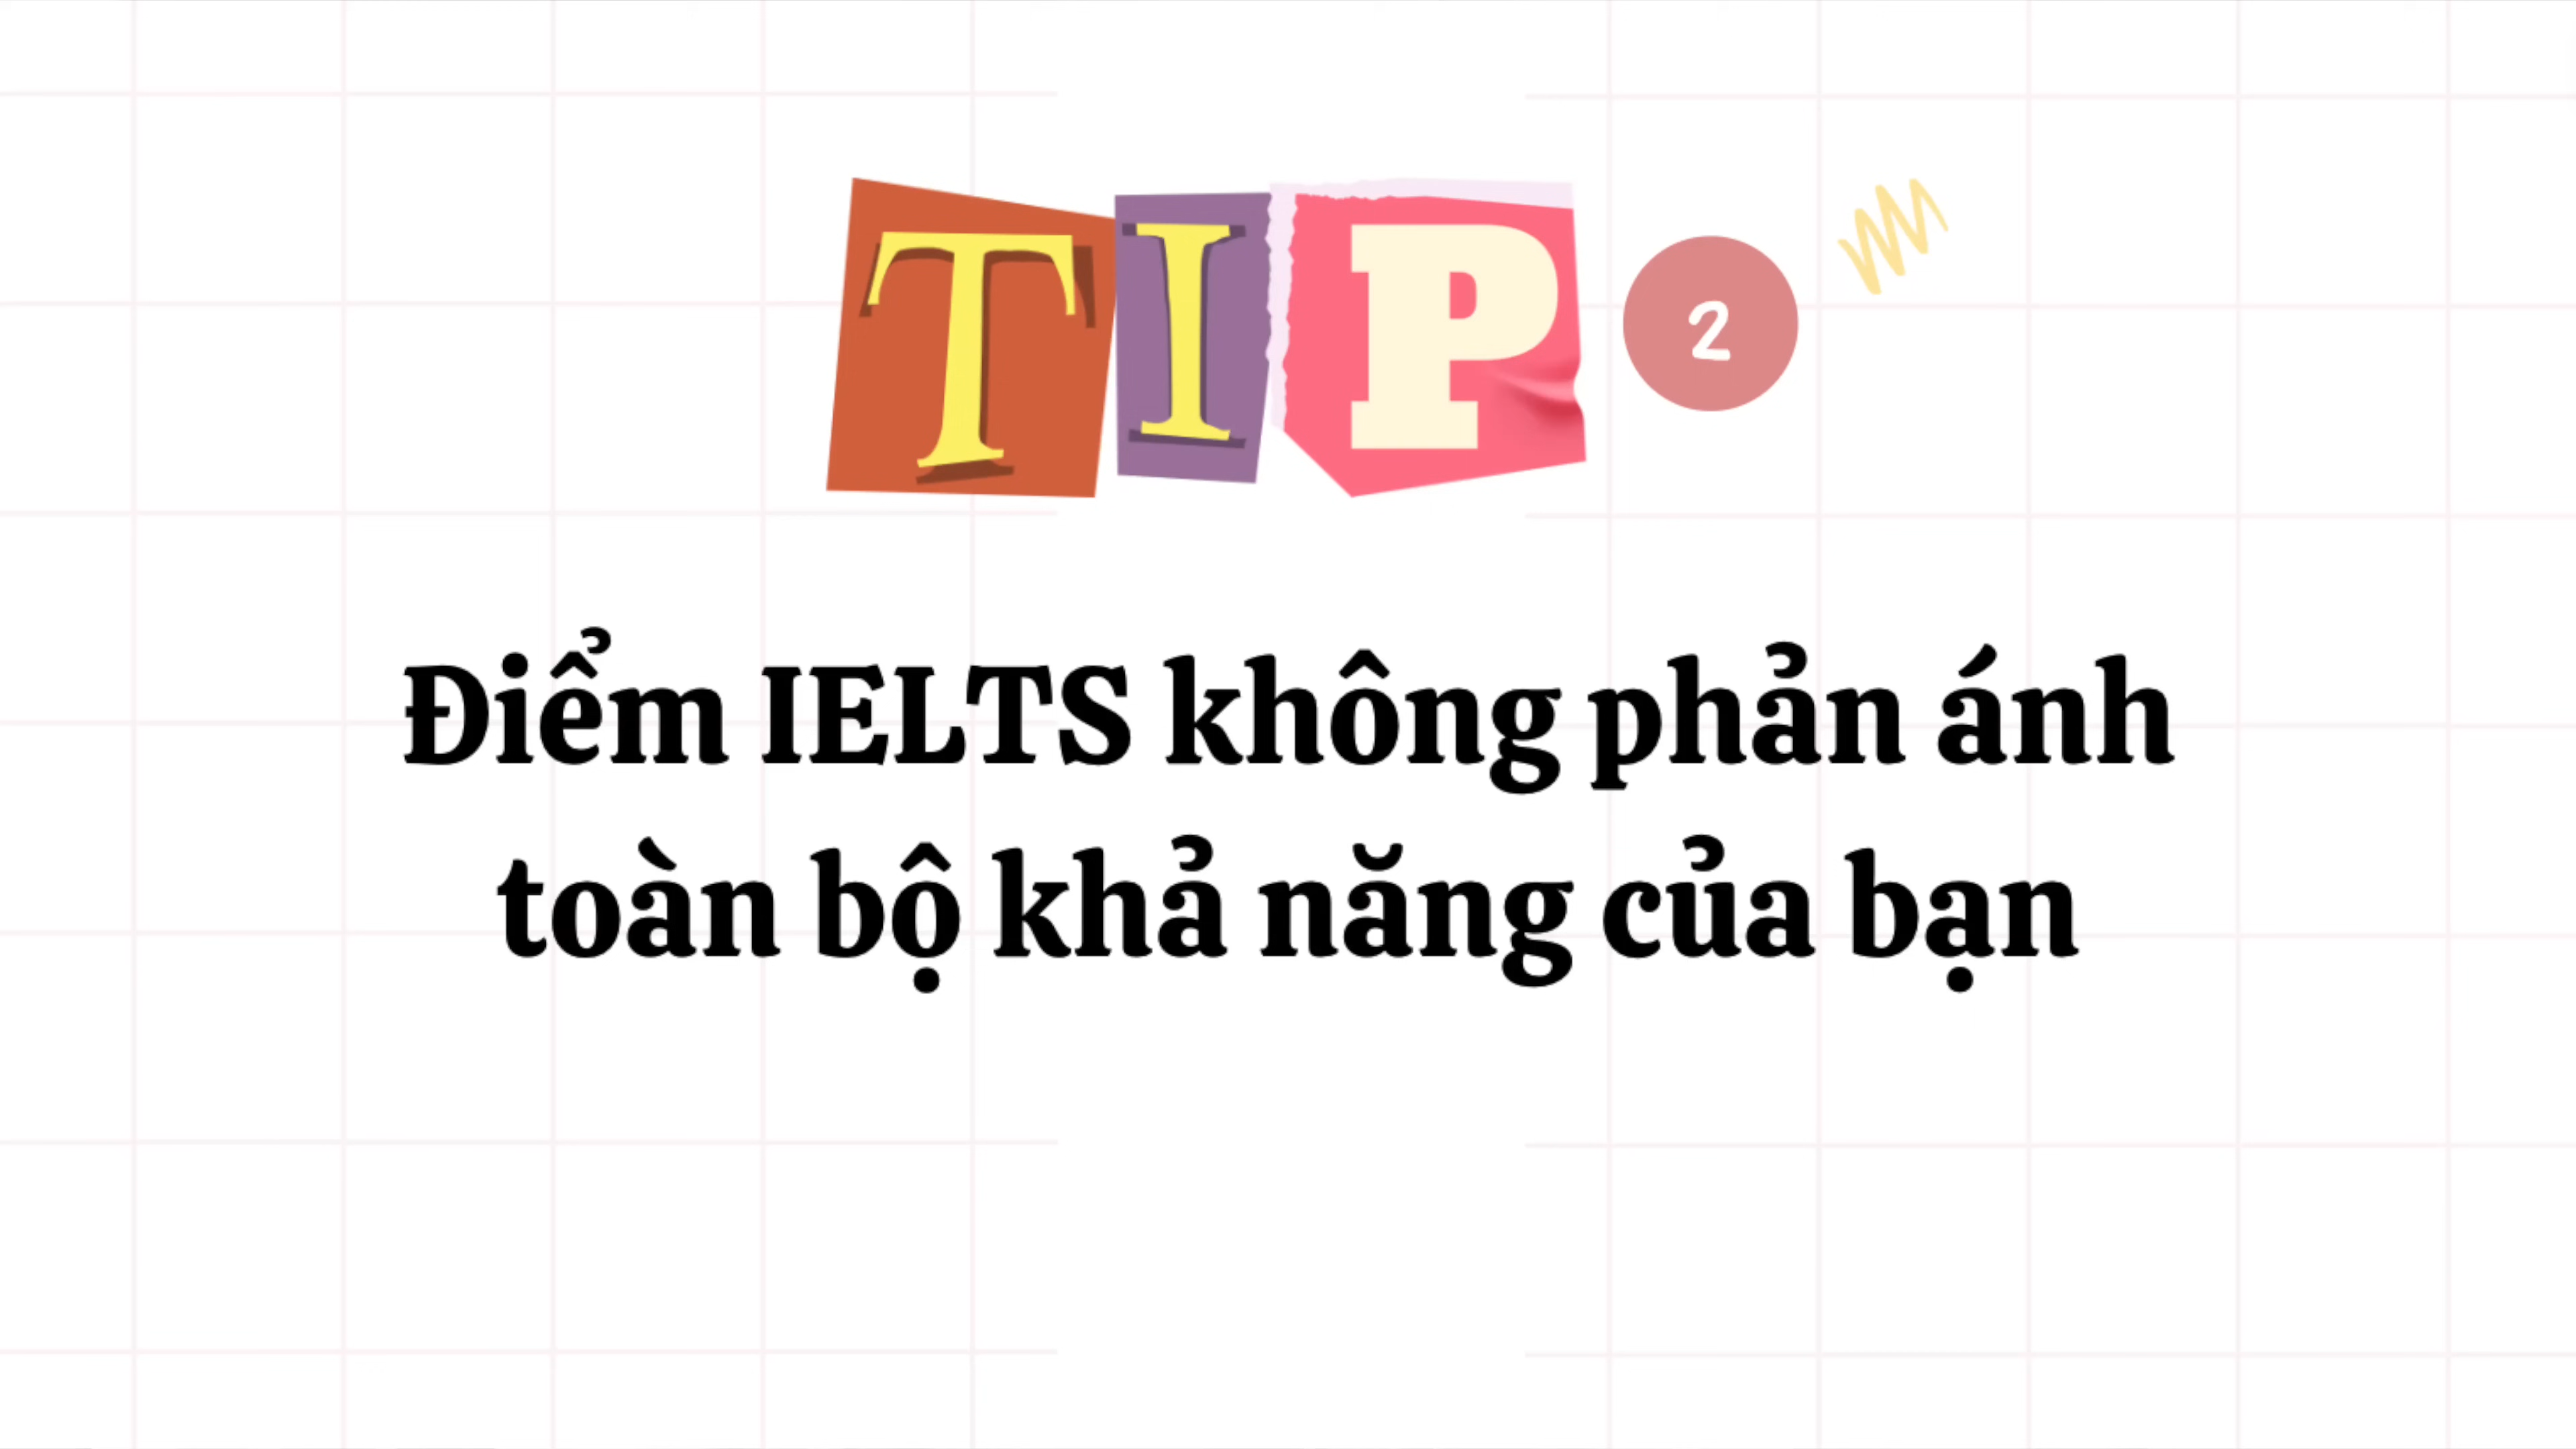 TIP 2
Điểm IELTS không phản ánh
toàn bộ khả năng của bạn